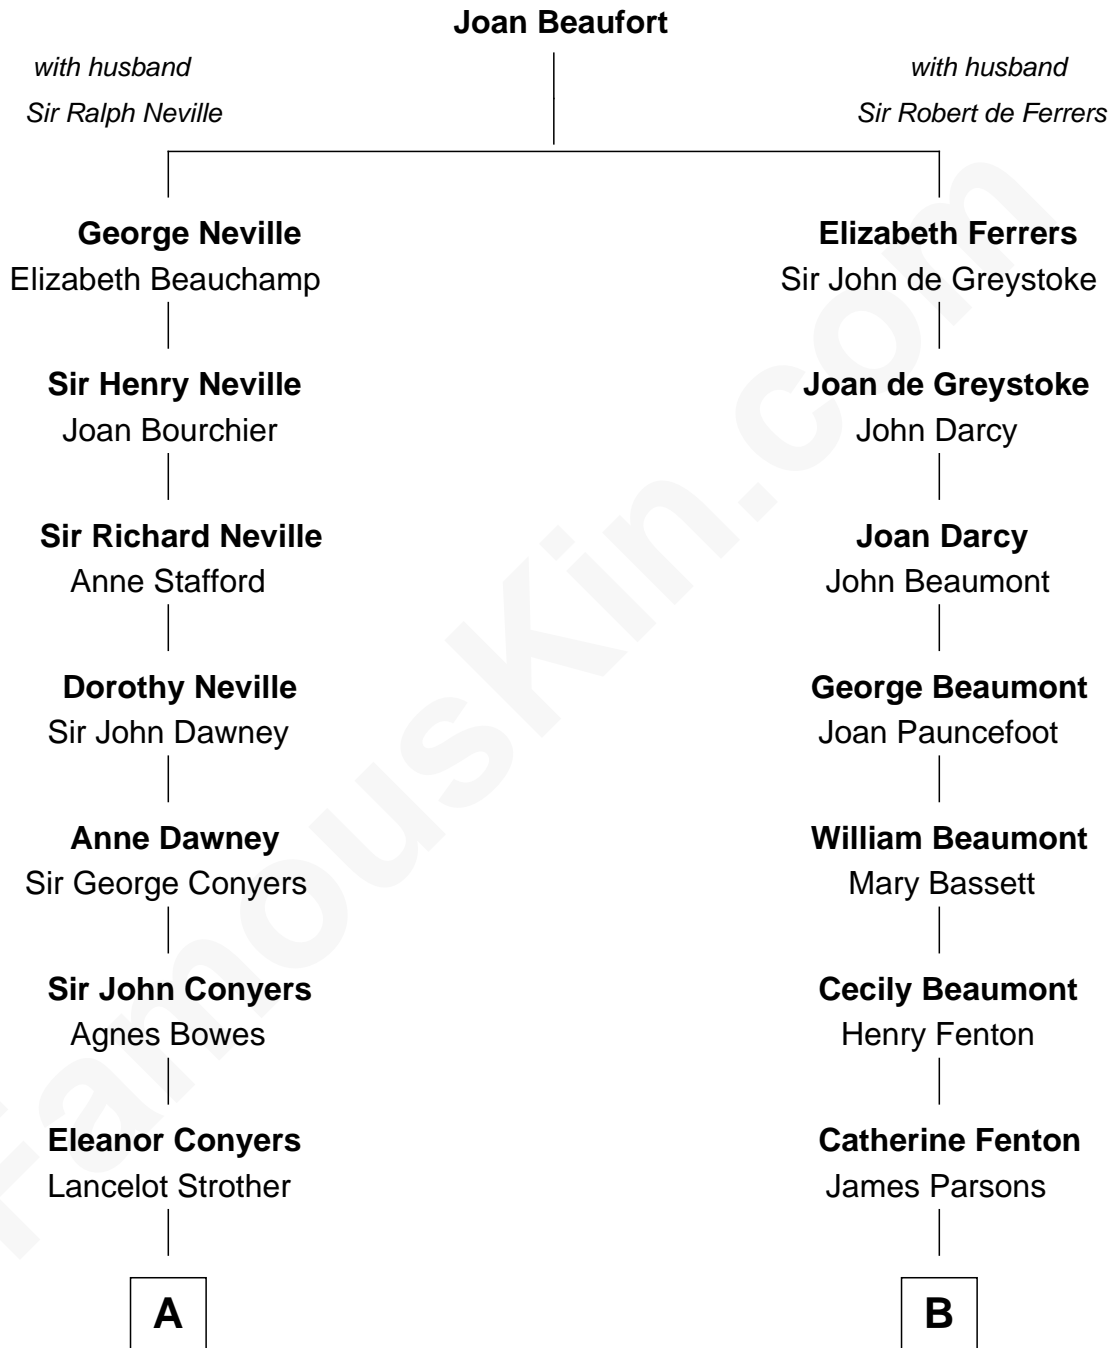 Joan Beaufort
with husband
Sir Ralph Neville
with husband
Sir Robert de Ferrers
George Neville
Elizabeth Beauchamp
Sir Henry Neville
Joan Bourchier
Sir Richard Neville
Anne Stafford
Dorothy Neville
Sir John Dawney
Anne Dawney
Sir George Conyers
Sir John Conyers
Agnes Bowes
Eleanor Conyers
Lancelot Strother
A
Elizabeth Ferrers
Sir John de Greystoke
Joan de Greystoke
John Darcy
Joan Darcy
John Beaumont
George Beaumont
Joan Pauncefoot
William Beaumont
Mary Bassett
Cecily Beaumont
Henry Fenton
Catherine Fenton
James Parsons
B
FamousKin.com